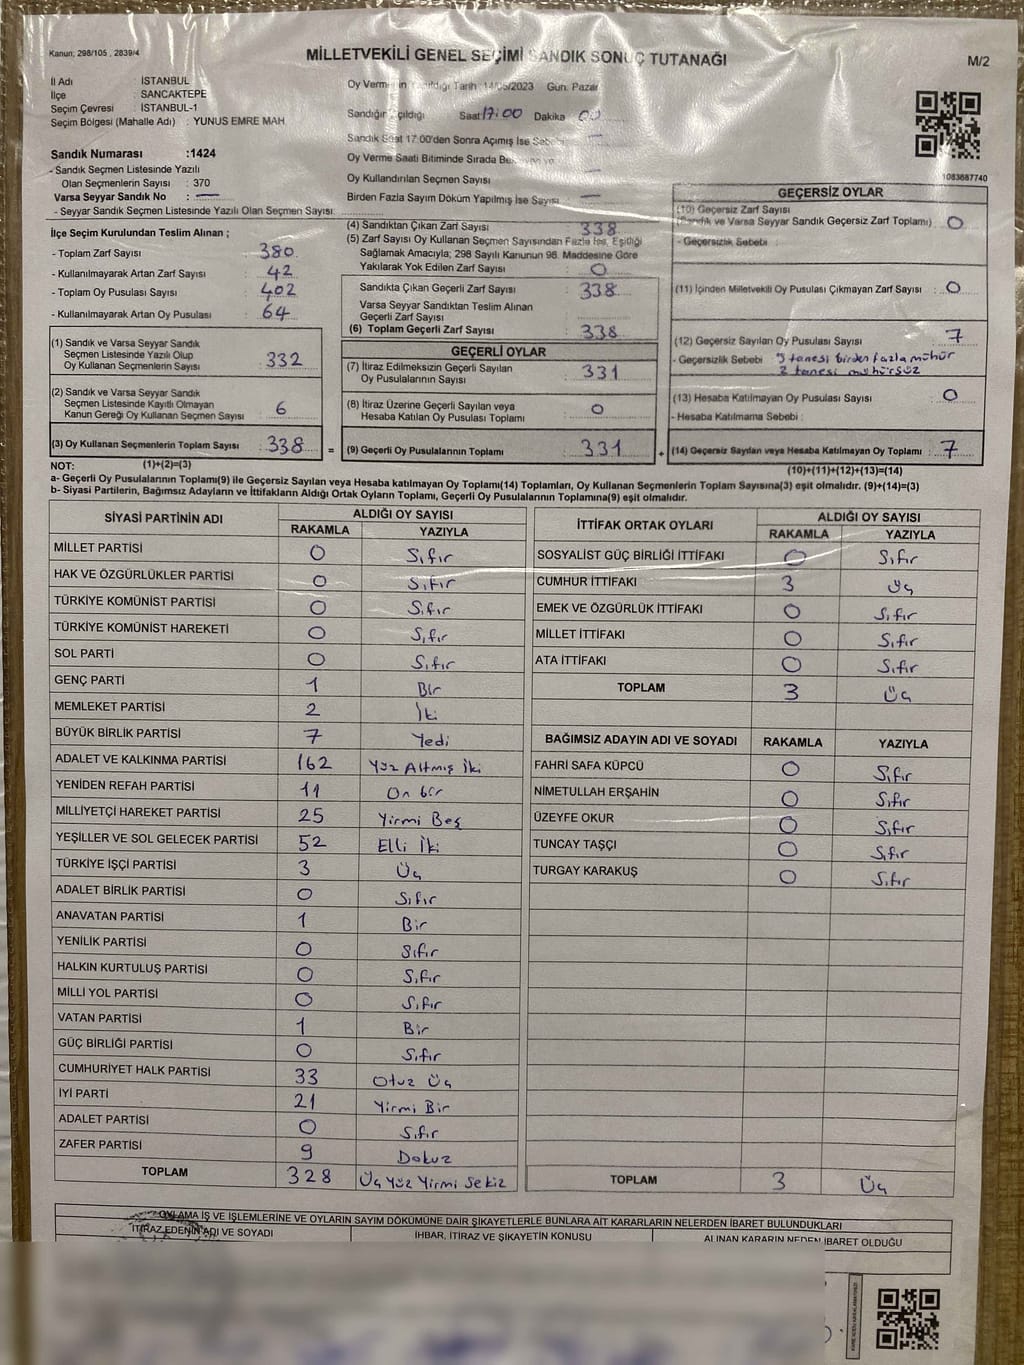 Kanun; 298/105 , 2839/4
MİLLETVEKİLİ GENEL SEÇİMİ SANDIK SONUÇ TUTANAĞI
M/2
İl Adı : İSTANBUL
İlçe : SANCAKTEPE
Seçim Çevresi : İSTANBUL-1
Seçim Bölgesi (Mahalle Adı) : YUNUS EMRE MAH.
Sandık Numarası :1424
- Sandık Seçmen Listesinde Yazılı
Olan Seçmenlerin Sayısı : 370
Varsa Seyyar Sandık No : —
- Seyyar Sandık Seçmen Listesinde Yazılı Olan Seçmen Sayısı:
Oy Vermenin Yapıldığı Tarih :14/05/2023 Gün: Pazar
Sandığın Açıldığı Saat 17:00 Dakika 00
Sandık Saat 17:00'den Sonra Açılmış İse Sebebi —
Oy Verme Saati Bitiminde Sırada
Oy Kullandırılan Seçmen Sayısı —
Birden Fazla Sayım Döküm Yapılmış İse Sayısı —
1083687740
İlçe Seçim Kurulundan Teslim Alınan ;
- Toplam Zarf Sayısı 380
- Kullanılmayarak Artan Zarf Sayısı 42
- Toplam Oy Pusulası Sayısı 402
- Kullanılmayarak Artan Oy Pusulası 64
(1) Sandık ve Varsa Seyyar Sandık
Seçmen Listesinde Yazılı Olup
Oy Kullanan Seçmenlerin Sayısı : 332
(2) Sandık ve Varsa Seyyar Sandık
Seçmen Listesinde Kayıtlı Olmayan
Kanun Gereği Oy Kullanan Seçmen Sayısı : 6
(3) Oy Kullanan Seçmenlerin Toplam Sayısı 338
(4) Sandıktan Çıkan Zarf Sayısı : 338
(5) Zarf Sayısı Oy Kullanan Seçmen Sayısından Fazla İse, Eşitliği
Sağlamak Amacıyla; 298 Sayılı Kanunun 98. Maddesine Göre
Yakılarak Yok Edilen Zarf Sayısı : 0
Sandıkta Çıkan Geçerli Zarf Sayısı : 338
Varsa Seyyar Sandıktan Teslim Alınan
Geçerli Zarf Sayısı :
(6) Toplam Geçerli Zarf Sayısı : 338
GEÇERLİ OYLAR
(7) İtiraz Edilmeksizin Geçerli Sayılan
Oy Pusulalarının Sayısı : 331
(8) İtiraz Üzerine Geçerli Sayılan veya
Hesaba Katılan Oy Pusulası Toplamı : 0
= (9) Geçerli Oy Pusulalarının Toplamı : 331
GEÇERSİZ OYLAR
(10) Geçersiz Zarf Sayısı
(Sandık ve Varsa Seyyar Sandık Geçersiz Zarf Toplamı) : 0
- Geçersizlik Sebebi :
(11) İçinden Milletvekili Oy Pusulası Çıkmayan Zarf Sayısı : 0
(12) Geçersiz Sayılan Oy Pusulası Sayısı : 7
- Geçersizlik Sebebi : 5 tanesi birden fazla mühür
2 tanesi mühürsüz
(13) Hesaba Katılmayan Oy Pusulası Sayısı : 0
- Hesaba Katılmama Sebebi :
+ (14) Geçersiz Sayılan veya Hesaba Katılmayan Oy Toplamı : 7
NOT: (1)+(2)=(3)
(10)+(11)+(12)+(13)=(14)
a- Geçerli Oy Pusulalarının Toplamı(9) ile Geçersiz Sayılan veya Hesaba katılmayan Oy Toplamı(14) Toplamları, Oy Kullanan Seçmenlerin Toplam Sayısına(3) eşit olmalıdır. (9)+(14)=(3)
b- Siyasi Partilerin, Bağımsız Adayların ve İttifakların Aldığı Ortak Oyların Toplamı, Geçerli Oy Pusulalarının Toplamına(9) eşit olmalıdır.
SİYASİ PARTİNİN ADI ALDIĞI OY SAYISI
RAKAMLA YAZIYLA
MİLLET PARTİSİ 0 Sıfır
HAK VE ÖZGÜRLÜKLER PARTİSİ 0 Sıfır
TÜRKİYE KOMÜNİST PARTİSİ 0 Sıfır
TÜRKİYE KOMÜNİST HAREKETİ 0 Sıfır
SOL PARTİ 0 Sıfır
GENÇ PARTİ 1 Bir
MEMLEKET PARTİSİ 2 İki
BÜYÜK BİRLİK PARTİSİ 7 Yedi
ADALET VE KALKINMA PARTİSİ 162 Yüz Altmış İki
YENİDEN REFAH PARTİSİ 11 On bir
MİLLİYETÇİ HAREKET PARTİSİ 25 Yirmi Beş
YEŞİLLER VE SOL GELECEK PARTİSİ 52 Elli İki
TÜRKİYE İŞÇİ PARTİSİ 3 Üç
ADALET BİRLİK PARTİSİ 0 Sıfır
ANAVATAN PARTİSİ 1 Bir
YENİLİK PARTİSİ 0 Sıfır
HALKIN KURTULUŞ PARTİSİ 0 Sıfır
MİLLİ YOL PARTİSİ 0 Sıfır
VATAN PARTİSİ 1 Bir
GÜÇ BİRLİĞİ PARTİSİ 0 Sıfır
CUMHURİYET HALK PARTİSİ 33 Otuz Üç
İYİ PARTİ 21 Yirmi Bir
ADALET PARTİSİ 0 Sıfır
ZAFER PARTİSİ 9 Dokuz
TOPLAM 328 Üç Yüz Yirmi Sekiz
İTTİFAK ORTAK OYLARI ALDIĞI OY SAYISI
RAKAMLA YAZIYLA
SOSYALİST GÜÇ BİRLİĞİ İTTİFAKI 0 Sıfır
CUMHUR İTTİFAKI 3 Üç
EMEK VE ÖZGÜRLÜK İTTİFAKI 0 Sıfır
MİLLET İTTİFAKI 0 Sıfır
ATA İTTİFAKI 0 Sıfır
TOPLAM 3 Üç
BAĞIMSIZ ADAYIN ADI VE SOYADI RAKAMLA YAZIYLA
FAHRİ SAFA KÜPCÜ 0 Sıfır
NİMETULLAH ERŞAHİN 0 Sıfır
ÜZEYFE OKUR 0 Sıfır
TUNCAY TAŞÇI 0 Sıfır
TURGAY KARAKUŞ 0 Sıfır
TOPLAM 3 Üç
OYLAMA İŞ VE İŞLEMLERİNE VE OYLARIN SAYIM DÖKÜMÜNE DAİR ŞİKAYETLERLE BUNLARA AİT KARARLARIN NELERDEN İBARET BULUNDUKLARI
İTİRAZ EDENİN ADI VE SOYADI İHBAR, İTİRAZ VE ŞİKAYETİN KONUSU ALINAN KARARIN NEDEN İBARET OLDUĞU